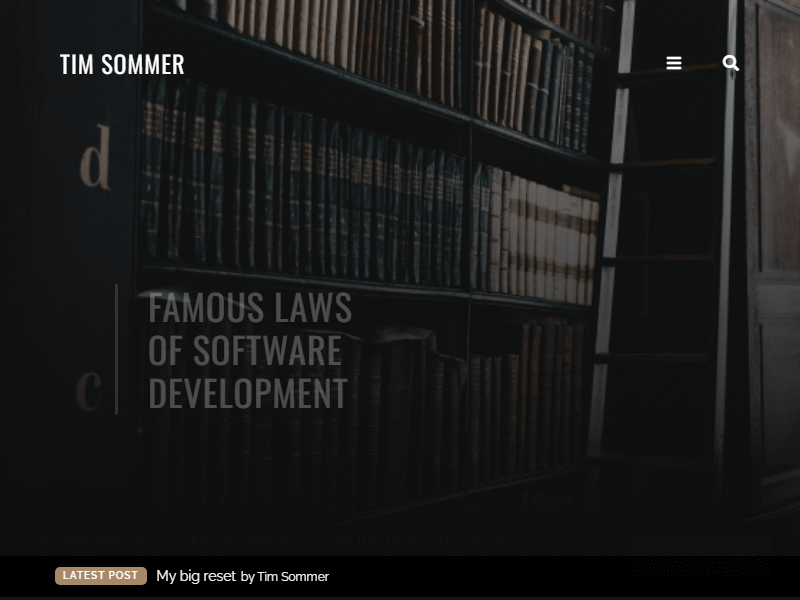 TIM SOMMER
d
FAMOUS LAWS
OF SOFTWARE
DEVELOPMENT
c
LATEST POST My big reset by Tim Sommer